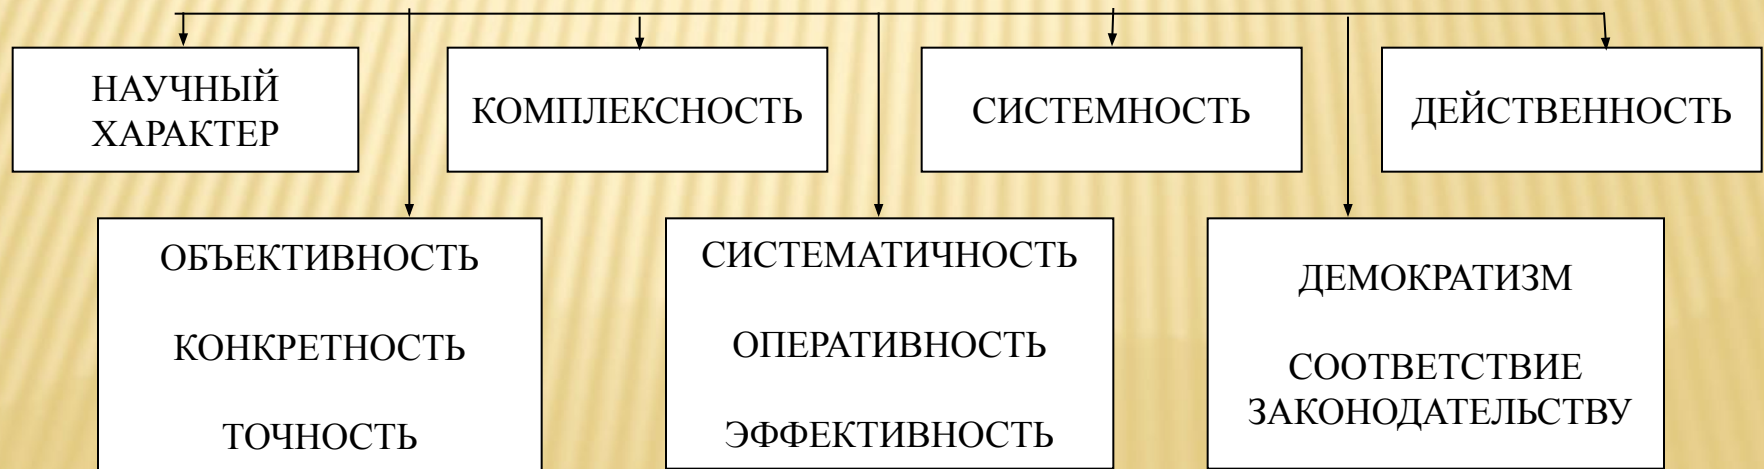 НАУЧНЫЙ
ХАРАКТЕР
КОМПЛЕКСНОСТЬ
СИСТЕМНОСТЬ
ДЕЙСТВЕННОСТЬ
ОБЪЕКТИВНОСТЬ
КОНКРЕТНОСТЬ
ТОЧНОСТЬ
СИСТЕМАТИЧНОСТЬ
ОПЕРАТИВНОСТЬ
ЭФФЕКТИВНОСТЬ
ДЕМОКРАТИЗМ
СООТВЕТСТВИЕ
ЗАКОНОДАТЕЛЬСТВУ